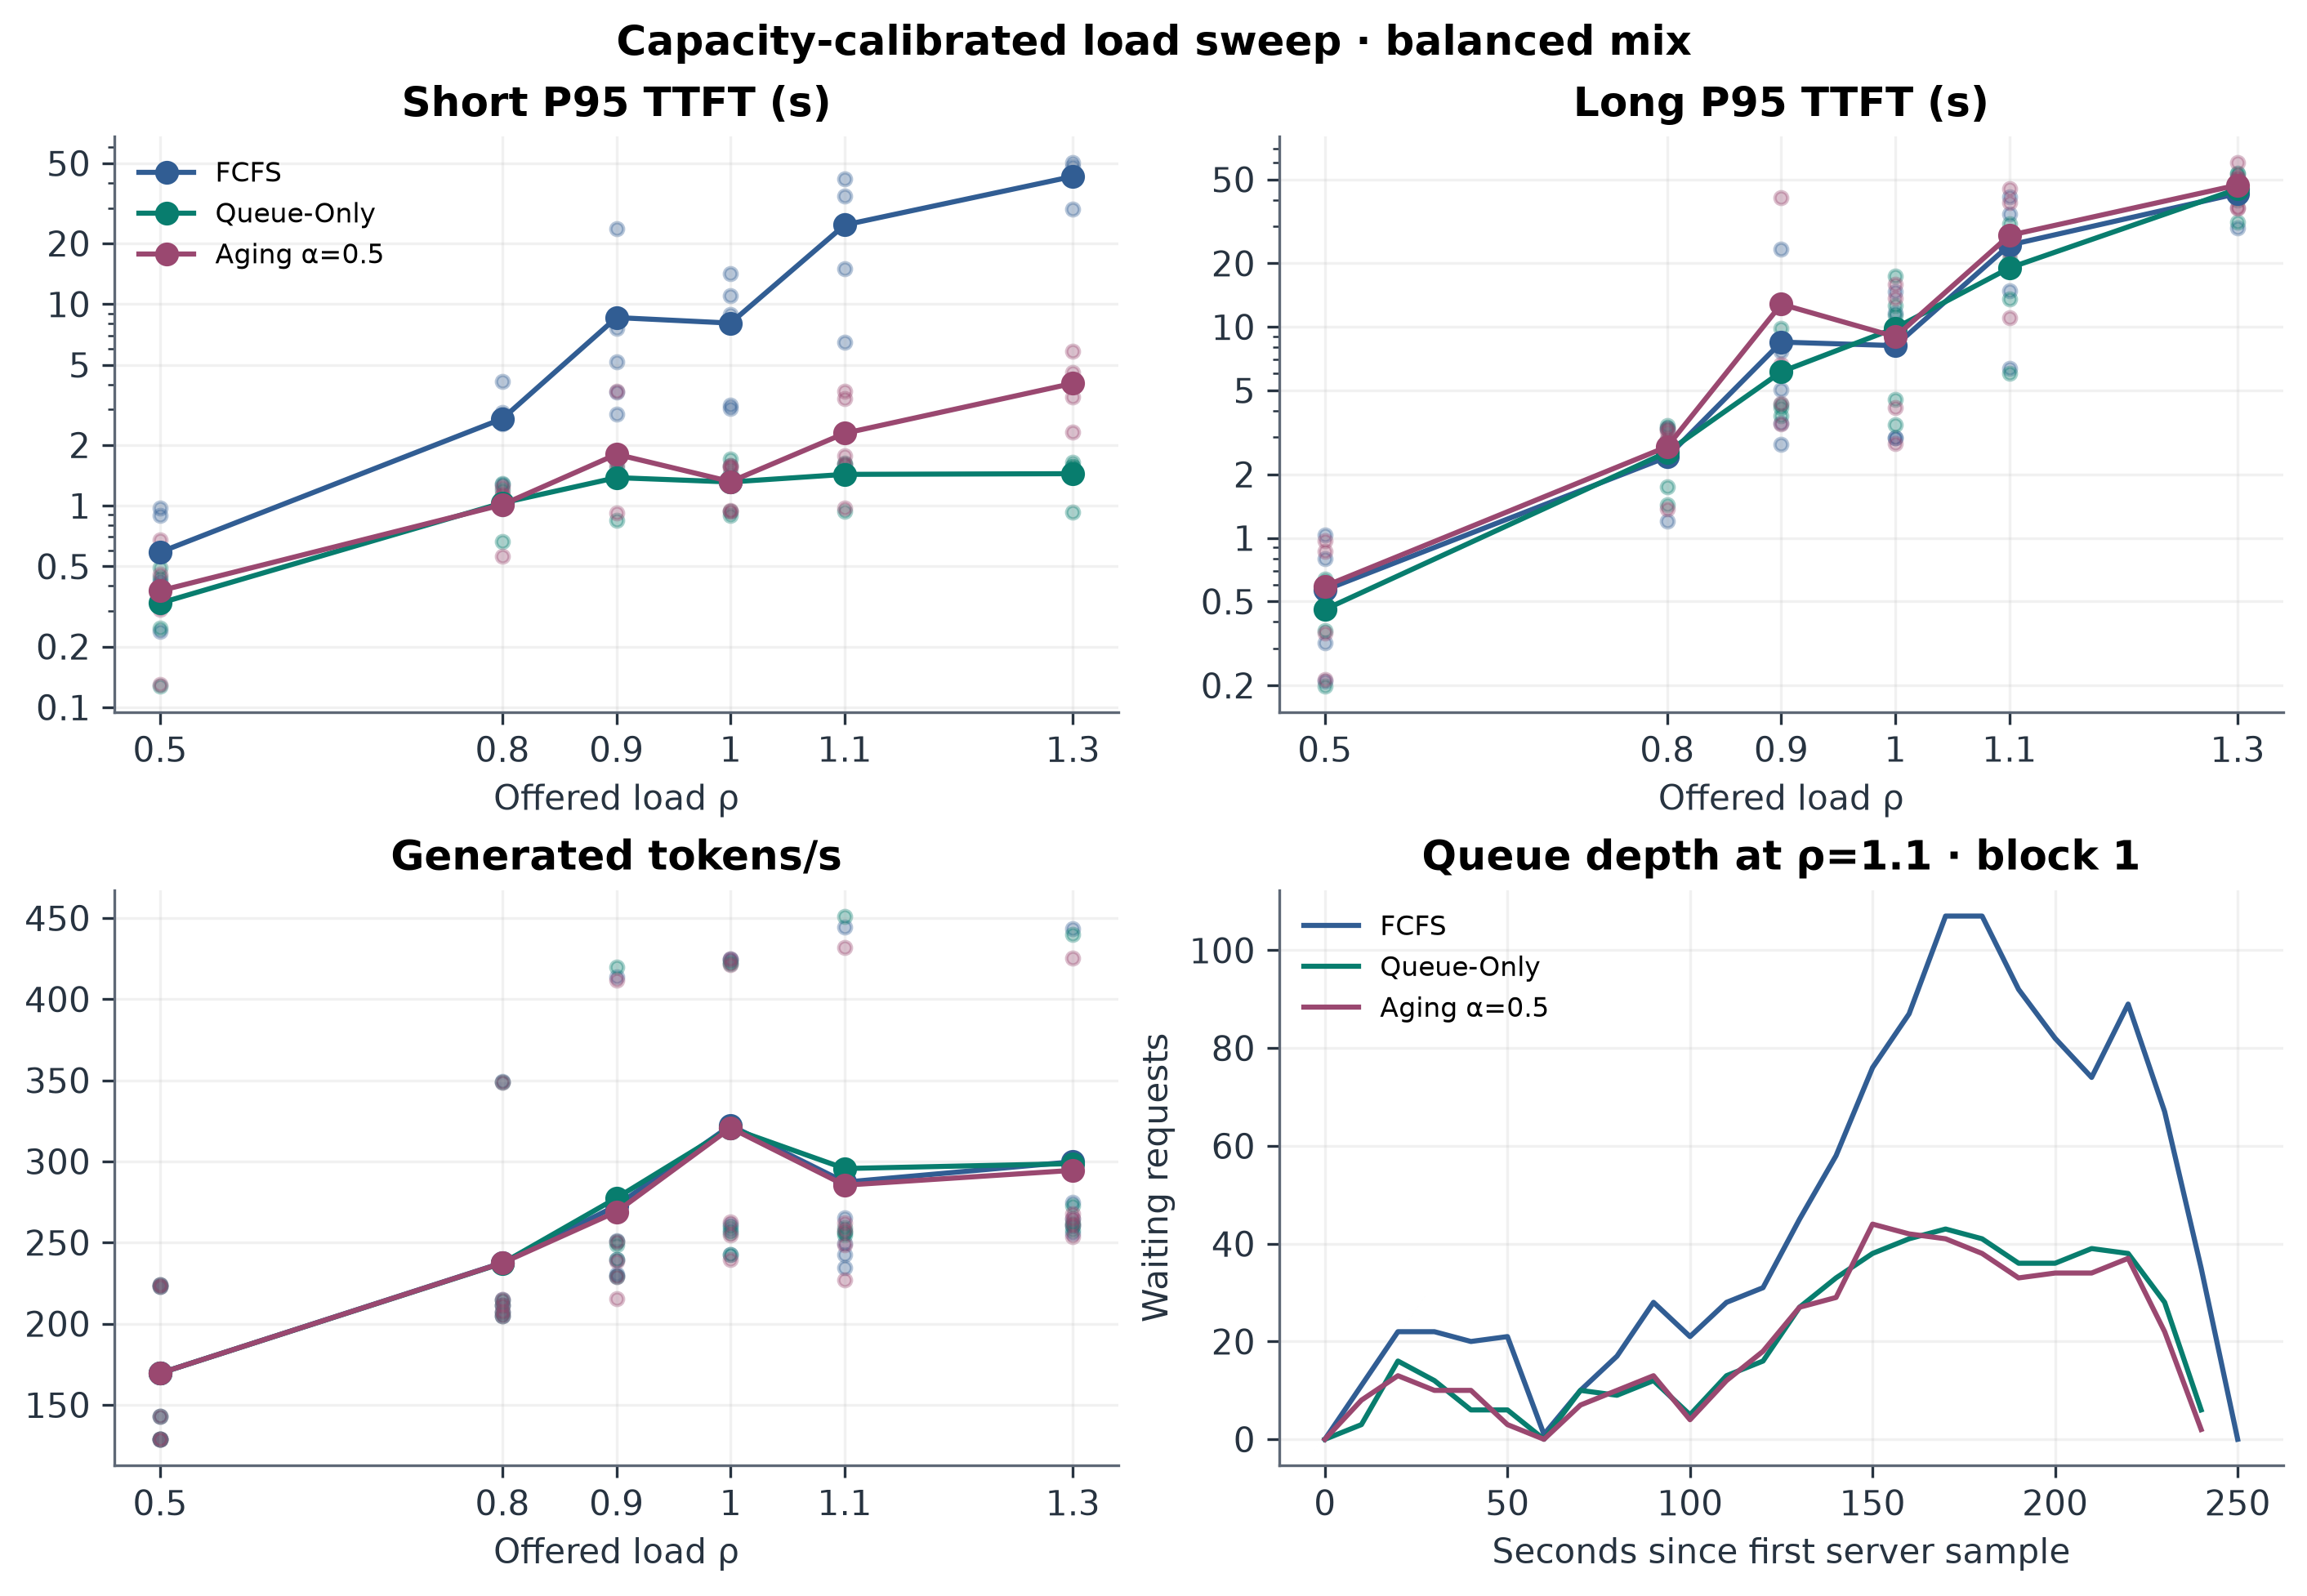 Capacity-calibrated load sweep · balanced mix
Short P95 TTFT (s)
50
20
10
5
2
1
0.5
0.2
0.1
FCFS
Queue-Only
Aging α=0.5
0.5 0.8 0.9 1 1.1 1.3
Offered load ρ
Long P95 TTFT (s)
50
20
10
5
2
1
0.5
0.2
0.5 0.8 0.9 1 1.1 1.3
Offered load ρ
Generated tokens/s
450
400
350
300
250
200
150
0.5 0.8 0.9 1 1.1 1.3
Offered load ρ
Queue depth at ρ=1.1 · block 1
Waiting requests
100
80
60
40
20
0
FCFS
Queue-Only
Aging α=0.5
0 50 100 150 200 250
Seconds since first server sample